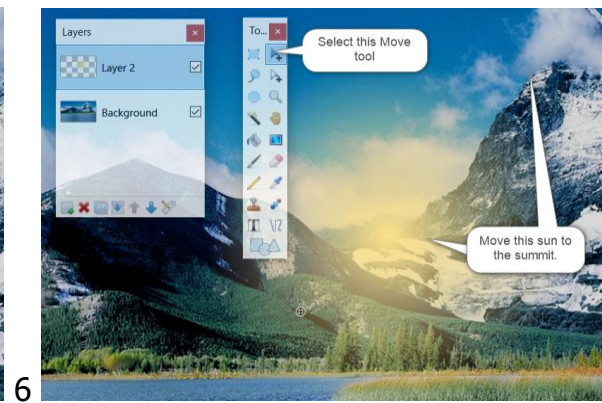 Layers
Layer 2
Background
To...
Select this Move
tool
Move this sun to
the summit.
6